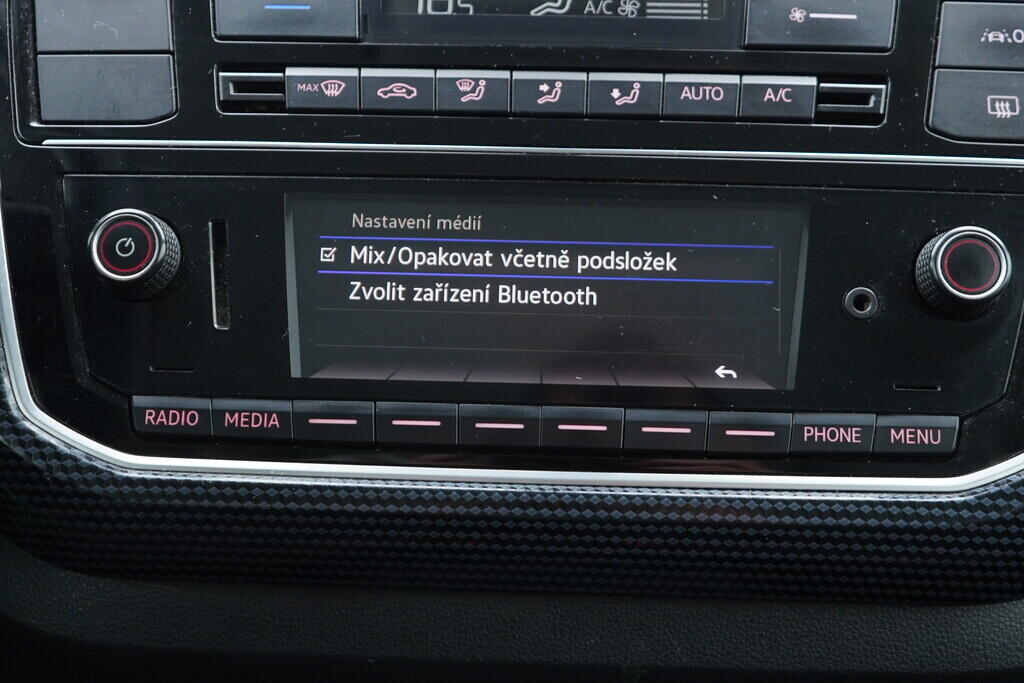 A/C
MAX
AUTO
A/C
Nastavení médií
Mix/Opakovat včetně podsložek
Zvolit zařízení Bluetooth
RADIO
MEDIA
PHONE
MENU